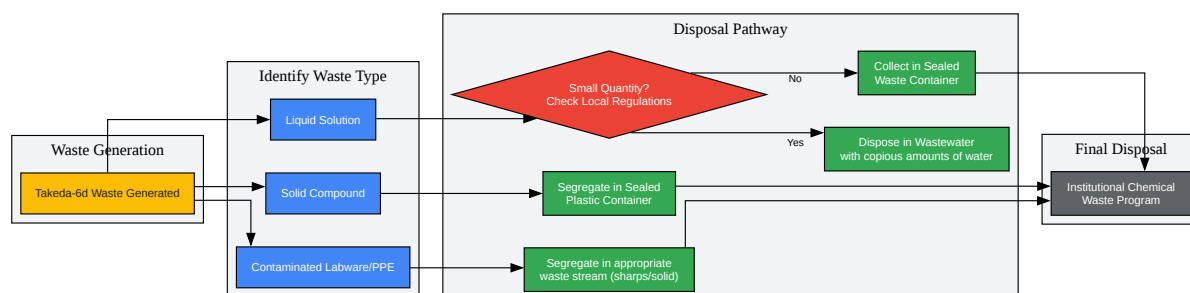 Disposal Pathway
Identify Waste Type
Small Quantity?
Check Local Regulations
No
Collect in Sealed
Waste Container
Liquid Solution
Yes
Dispose in Wastewater
with copious amounts of water
Waste Generation
Final Disposal
Takeda-6d Waste Generated
Solid Compound
Segregate in Sealed
Plastic Container
Institutional Chemical
Waste Program
Contaminated Labware/PPE
Segregate in appropriate
waste stream (sharps/solid)